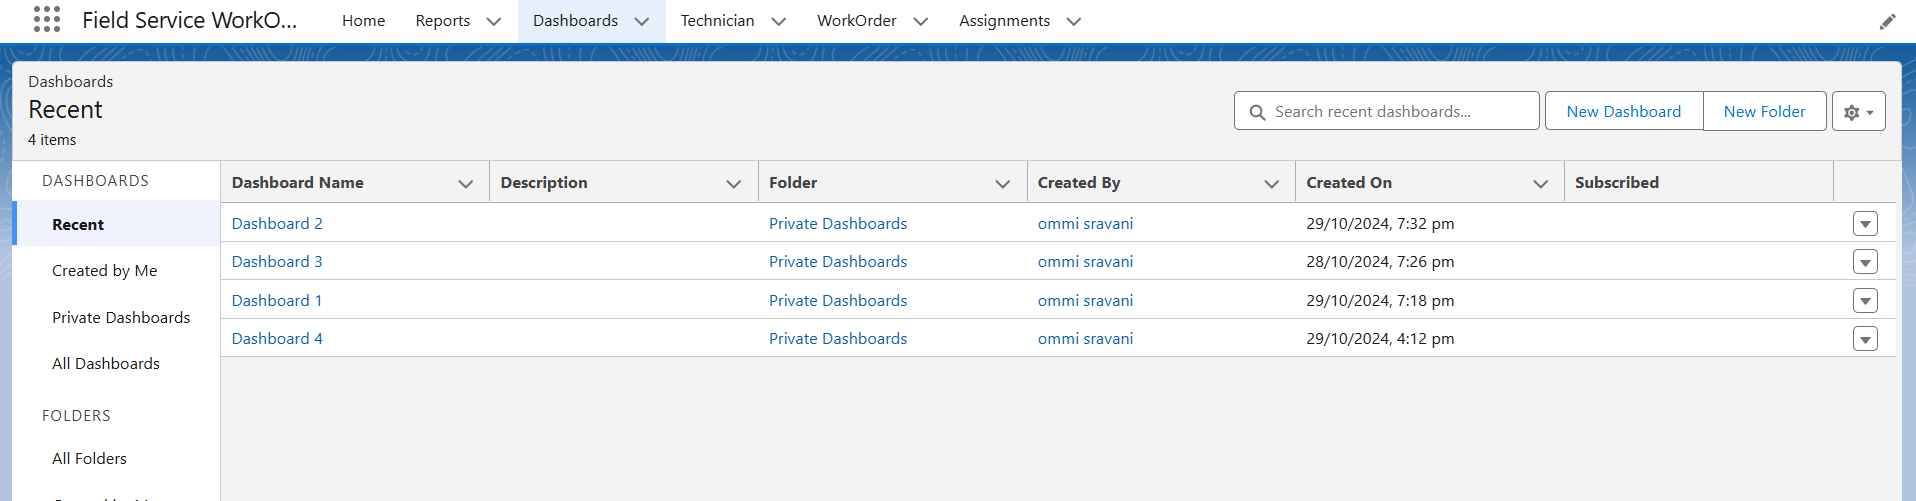 Field Service WorkO... Home Reports Dashboards Technician WorkOrder Assignments
Dashboards
Recent
4 items
Search recent dashboards... New Dashboard New Folder
DASHBOARDS
Recent
Created by Me
Private Dashboards
All Dashboards
FOLDERS
All Folders
Dashboard Name Description Folder Created By Created On Subscribed
Dashboard 2 Private Dashboards ommi sravani 29/10/2024, 7:32 pm
Dashboard 3 Private Dashboards ommi sravani 28/10/2024, 7:26 pm
Dashboard 1 Private Dashboards ommi sravani 29/10/2024, 7:18 pm
Dashboard 4 Private Dashboards ommi sravani 29/10/2024, 4:12 pm